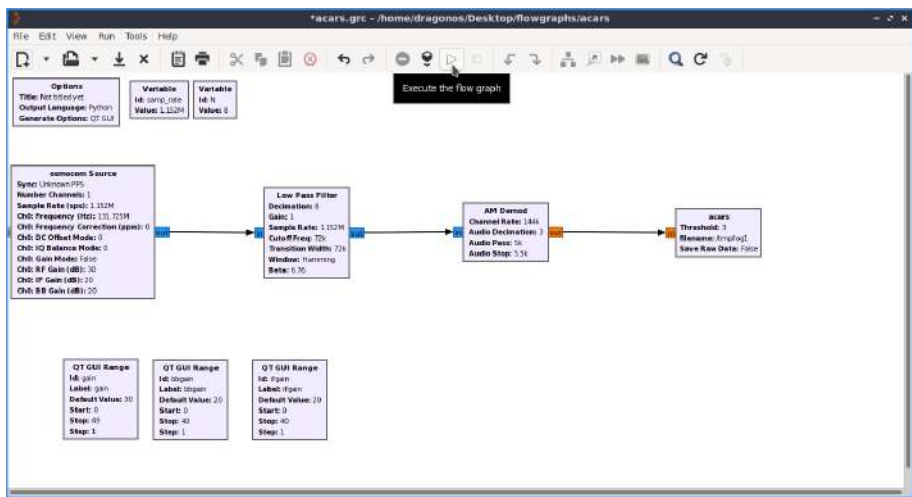 *acars.grc - /home/dragonos/Desktop/flowgraphs/acars
File Edit View Run Tools Help
Execute the flow graph
Options
Title: Not titled yet
Output Language: Python
Generate Options: QT GUI
Variable
Id: samp_rate
Value: 1.152M
Variable
Id: N
Value: 8
osmocom Source
Sync: Unknown PPS
Number Channels: 1
Sample Rate (sps): 1.152M
Ch0: Frequency (Hz): 131.725M
Ch0: Frequency Correction (ppm): 0
Ch0: DC Offset Mode: 0
Ch0: IQ Balance Mode: 0
Ch0: Gain Mode: False
Ch0: RF Gain (dB): 30
Ch0: IF Gain (dB): 20
Ch0: BB Gain (dB): 20
out
in
Low Pass Filter
Decimation: 8
Gain: 1
Sample Rate: 1.152M
Cutoff Freq: 72k
Transition Width: 72k
Window: Hamming
Beta: 6.76
out
in
AM Demod
Channel Rate: 144k
Audio Decimation: 3
Audio Pass: 5k
Audio Stop: 5.5k
out
in
acars
Threshold: 3
filename: /tmp/log1
Save Raw Data: False
QT GUI Range
Id: gain
Label: gain
Default Value: 30
Start: 0
Stop: 49
Step: 1
QT GUI Range
Id: bbgain
Label: bbgain
Default Value: 20
Start: 0
Stop: 40
Step: 1
QT GUI Range
Id: ifgain
Label: ifgain
Default Value: 20
Start: 0
Stop: 40
Step: 1